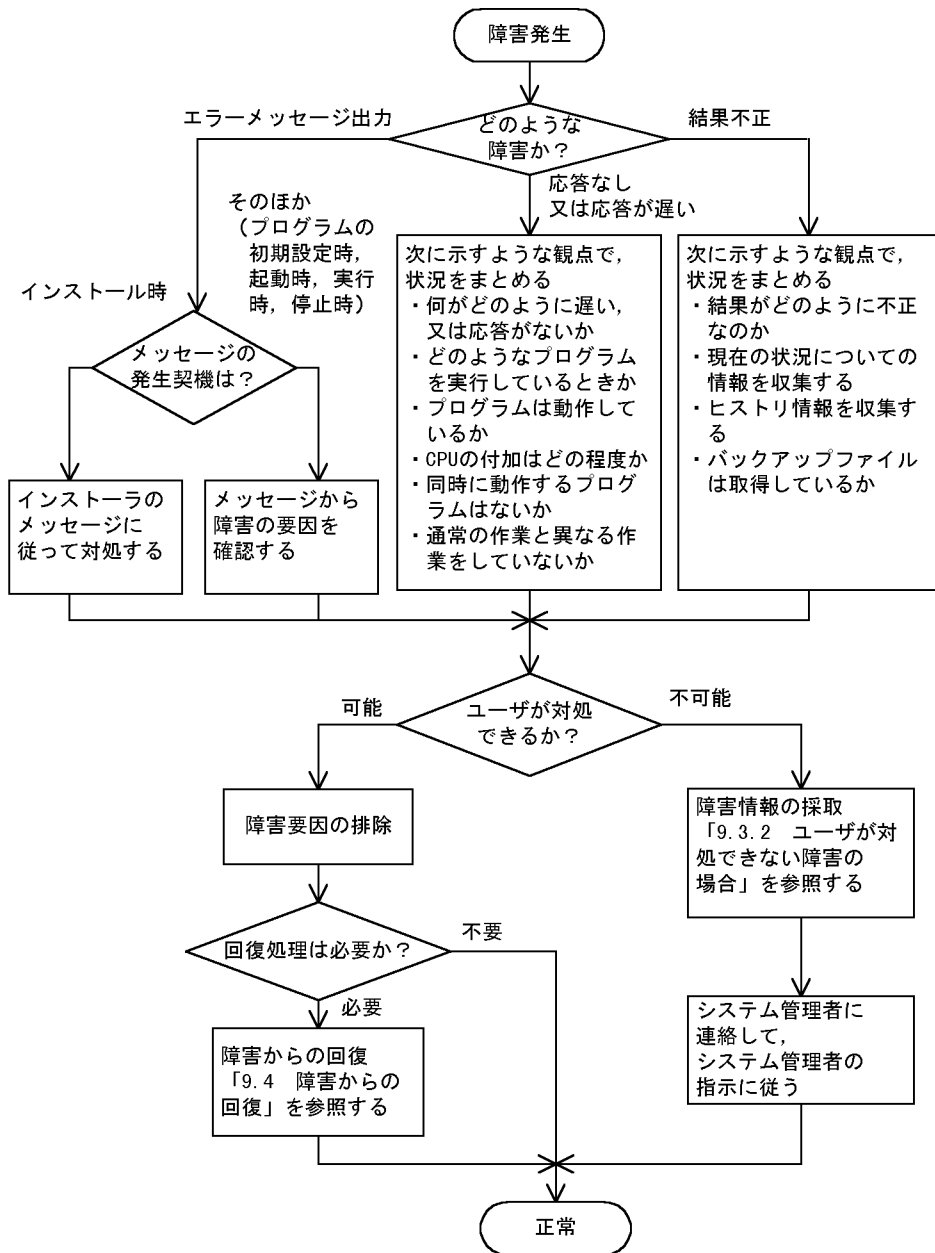 障害発生
エラーメッセージ出力
どのような
障害か？
結果不正
応答なし
又は応答が遅い
そのほか
（プログラムの
初期設定時，
起動時，実行
時，停止時）
インストール時
メッセージの
発生契機は？
インストーラの
メッセージに
従って対処する
メッセージから
障害の要因を
確認する
次に示すような観点で，
状況をまとめる
・何がどのように遅い，
又は応答がないか
・どのようなプログラム
を実行しているときか
・プログラムは動作して
いるか
・CPUの付加はどの程度か
・同時に動作するプログ
ラムはないか
・通常の作業と異なる作
業をしていないか
次に示すような観点で，
状況をまとめる
・結果がどのように不正
なのか
・現在の状況についての
情報を収集する
・ヒストリ情報を収集す
る
・バックアップファイル
は取得しているか
可能
ユーザが対処
できるか？
不可能
障害要因の排除
障害情報の採取
「9.3.2　ユーザが対
処できない障害の
場合」を参照する
回復処理は必要か？
不要
必要
障害からの回復
「9.4　障害からの
回復」を参照する
システム管理者に
連絡して，
システム管理者の
指示に従う
正常